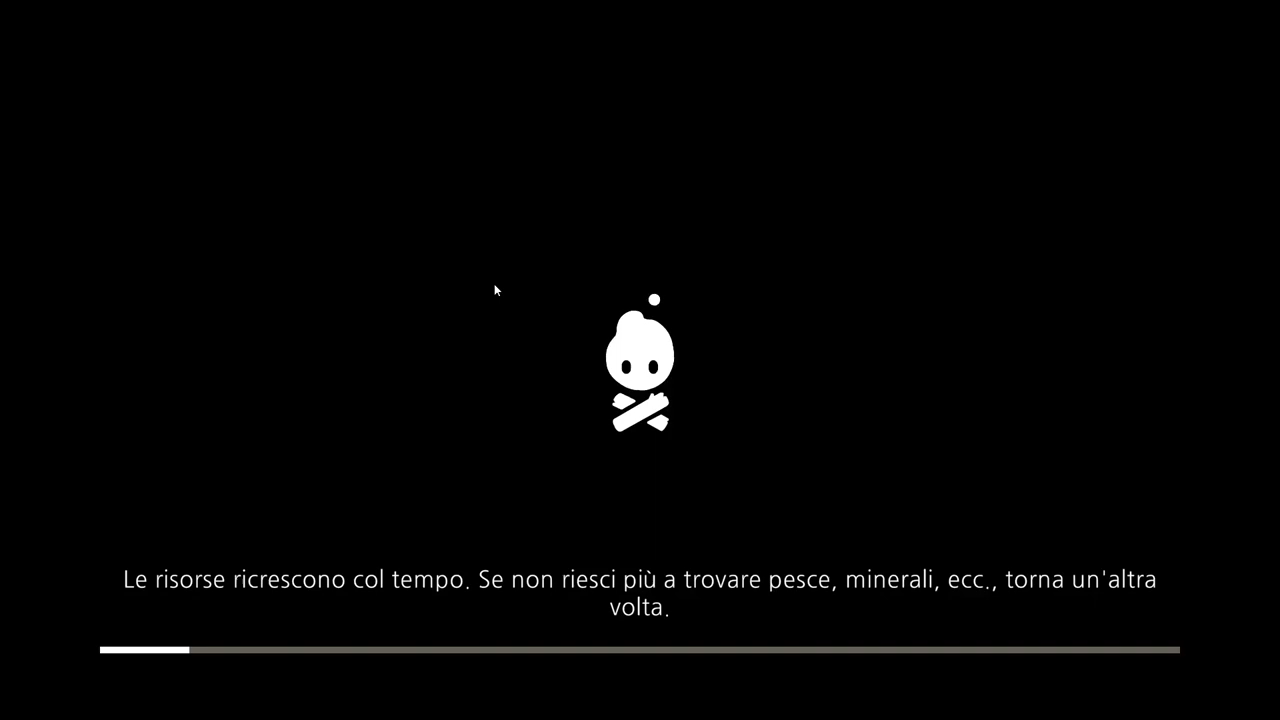 Le risorse ricrescono col tempo. Se non riesci più a trovare pesce, minerali, ecc., torna un'altra
volta.